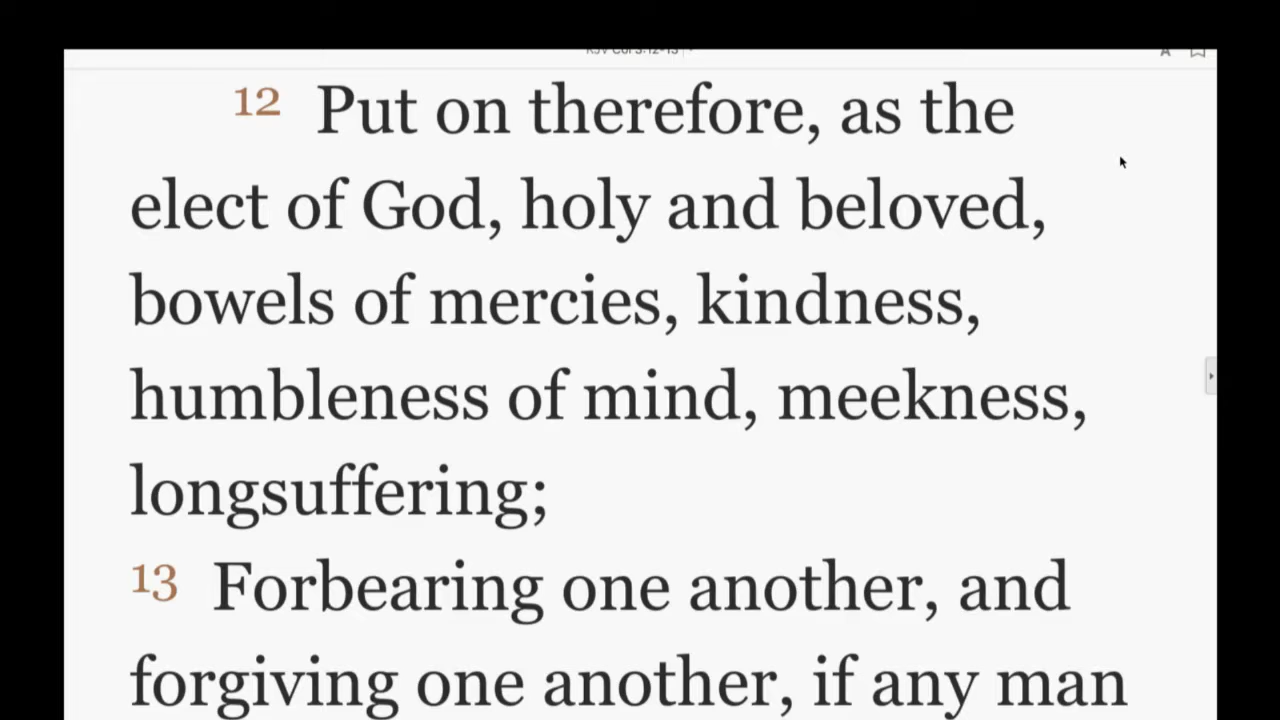 12 Put on therefore, as the
elect of God, holy and beloved,
bowels of mercies, kindness,
humbleness of mind, meekness,
longsuffering;
13 Forbearing one another, and
forgiving one another, if any man